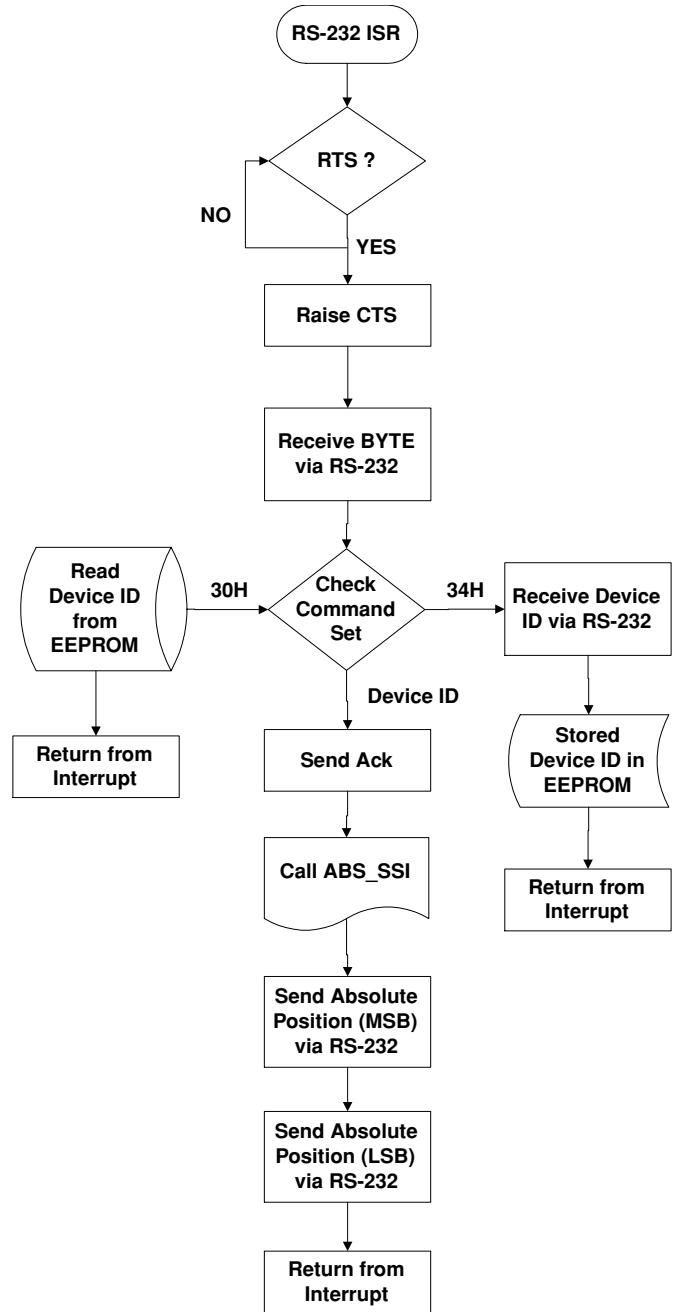 RS-232 ISR
RTS ?
NO
YES
Raise CTS
Receive BYTE
via RS-232
Read
Device ID
from
EEPROM
30H
Check
Command
Set
34H
Receive Device
ID via RS-232
Device ID
Return from
Interrupt
Send Ack
Stored
Device ID in
EEPROM
Call ABS_SSI
Return from
Interrupt
Send Absolute
Position (MSB)
via RS-232
Send Absolute
Position (LSB)
via RS-232
Return from
Interrupt